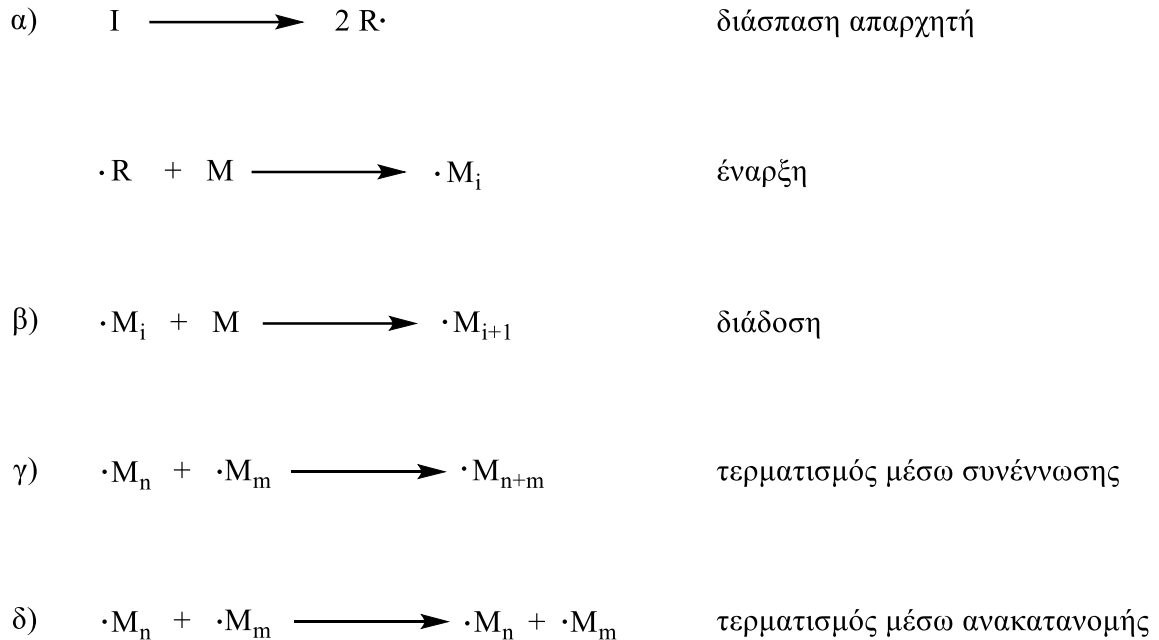 α) I ⟶ 2 R· διάσπαση απαρχητή
·R + M ⟶ ·Mᵢ έναρξη
β) ·Mᵢ + M ⟶ ·Mᵢ₊₁ διάδοση
γ) ·Mₙ + ·Mₘ ⟶ ·Mₙ₊ₘ τερματισμός μέσω συνέννωσης
δ) ·Mₙ + ·Mₘ ⟶ ·Mₙ + ·Mₘ τερματισμός μέσω ανακατανομής